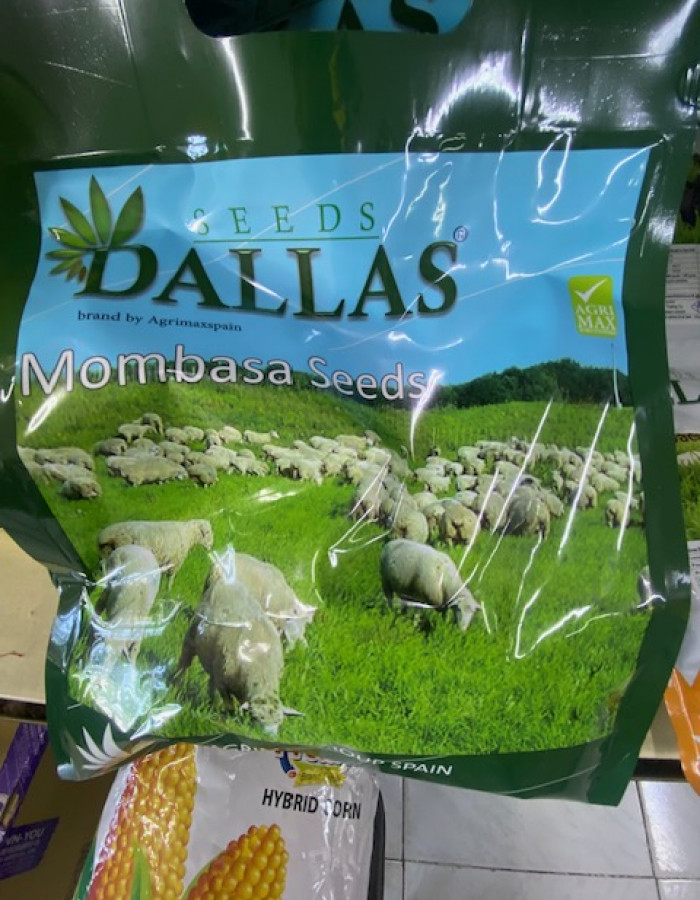 SEEDS
DALLAS®
brand by Agrimaxspain
AGRI
MAX
Mombasa Seeds
SPAIN
HYBRID CORN